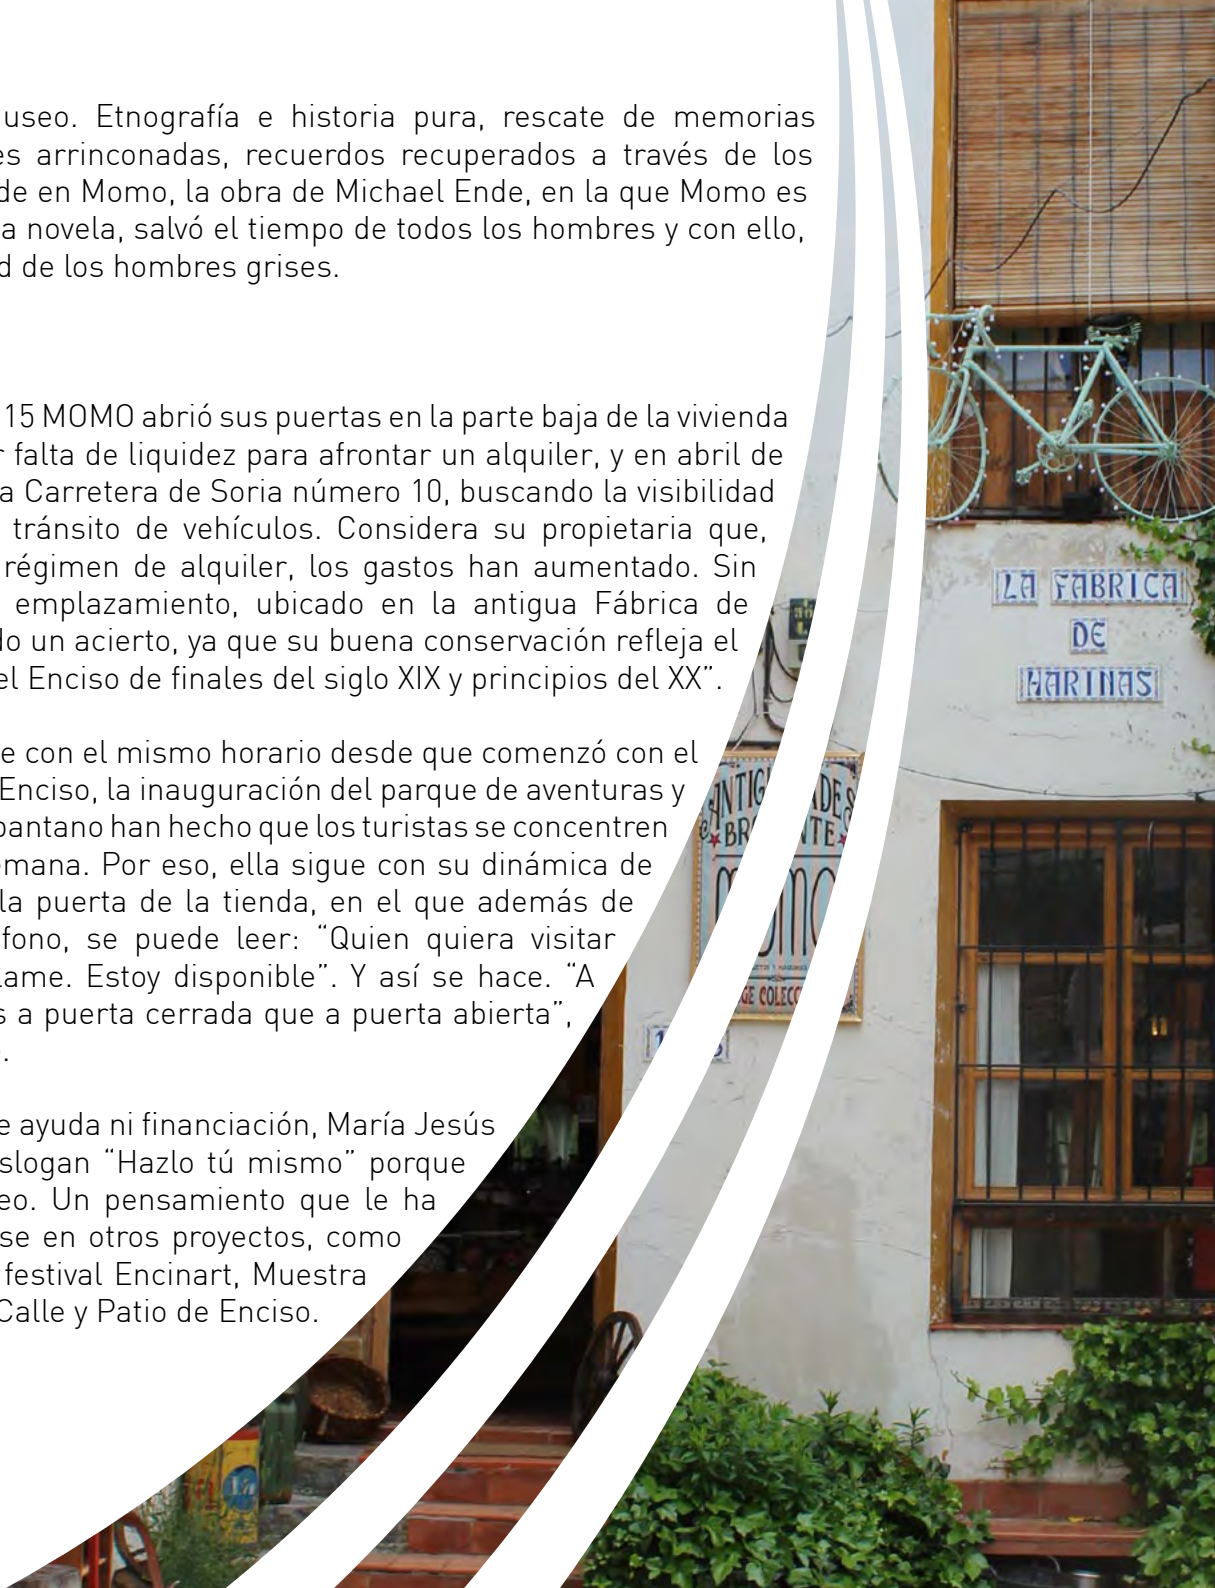 useo. Etnografía e historia pura, rescate de memorias
es arrinconadas, recuerdos recuperados a través de los
de en Momo, la obra de Michael Ende, en la que Momo es
a novela, salvó el tiempo de todos los hombres y con ello,
d de los hombres grises.
15 MOMO abrió sus puertas en la parte baja de la vivienda
r falta de liquidez para afrontar un alquiler, y en abril de
a Carretera de Soria número 10, buscando la visibilidad
tránsito de vehículos. Considera su propietaria que,
régimen de alquiler, los gastos han aumentado. Sin
emplazamiento, ubicado en la antigua Fábrica de
do un acierto, ya que su buena conservación refleja el
el Enciso de finales del siglo XIX y principios del XX”.
e con el mismo horario desde que comenzó con el
Enciso, la inauguración del parque de aventuras y
pantano han hecho que los turistas se concentren
emana. Por eso, ella sigue con su dinámica de
la puerta de la tienda, en el que además de
fono, se puede leer: “Quien quiera visitar
lame. Estoy disponible”. Y así se hace. “A
s a puerta cerrada que a puerta abierta”,
.
e ayuda ni financiación, María Jesús
slogan “Hazlo tú mismo” porque
eo. Un pensamiento que le ha
se en otros proyectos, como
festival Encinart, Muestra
Calle y Patio de Enciso.
LA FABRICA
DE
HARINAS
ANTIG ADES
BR NTE
MOMO
GE COLECC